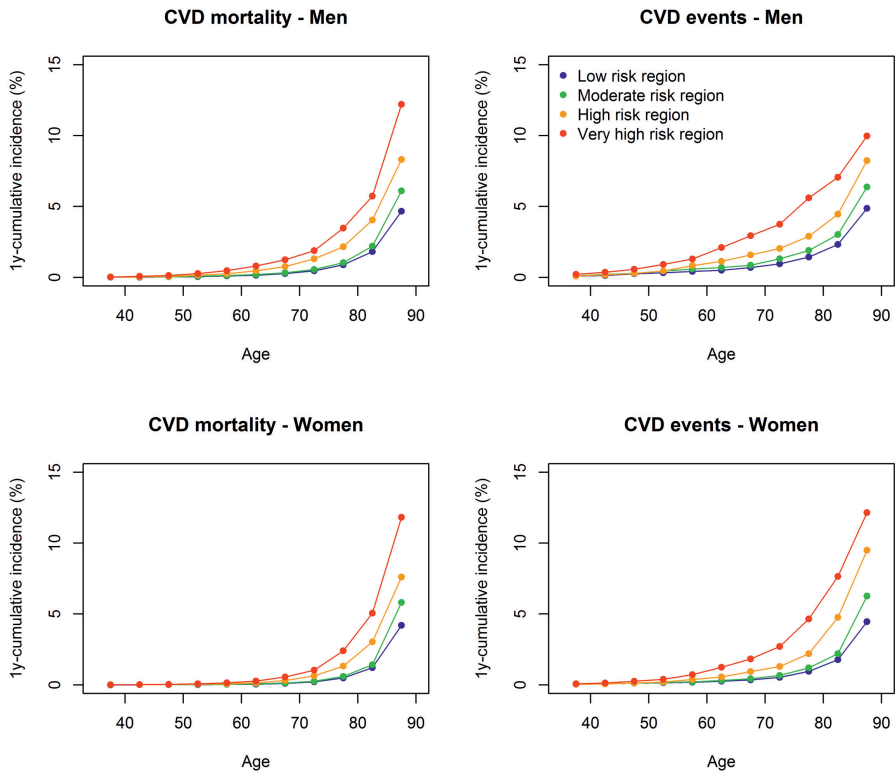 CVD mortality - Men
1y-cumulative incidence (%)
15
10
5
0
40 50 60 70 80 90
Age
CVD events - Men
1y-cumulative incidence (%)
15
10
5
0
Low risk region
Moderate risk region
High risk region
Very high risk region
40 50 60 70 80 90
Age
CVD mortality - Women
1y-cumulative incidence (%)
15
10
5
0
40 50 60 70 80 90
Age
CVD events - Women
1y-cumulative incidence (%)
15
10
5
0
40 50 60 70 80 90
Age